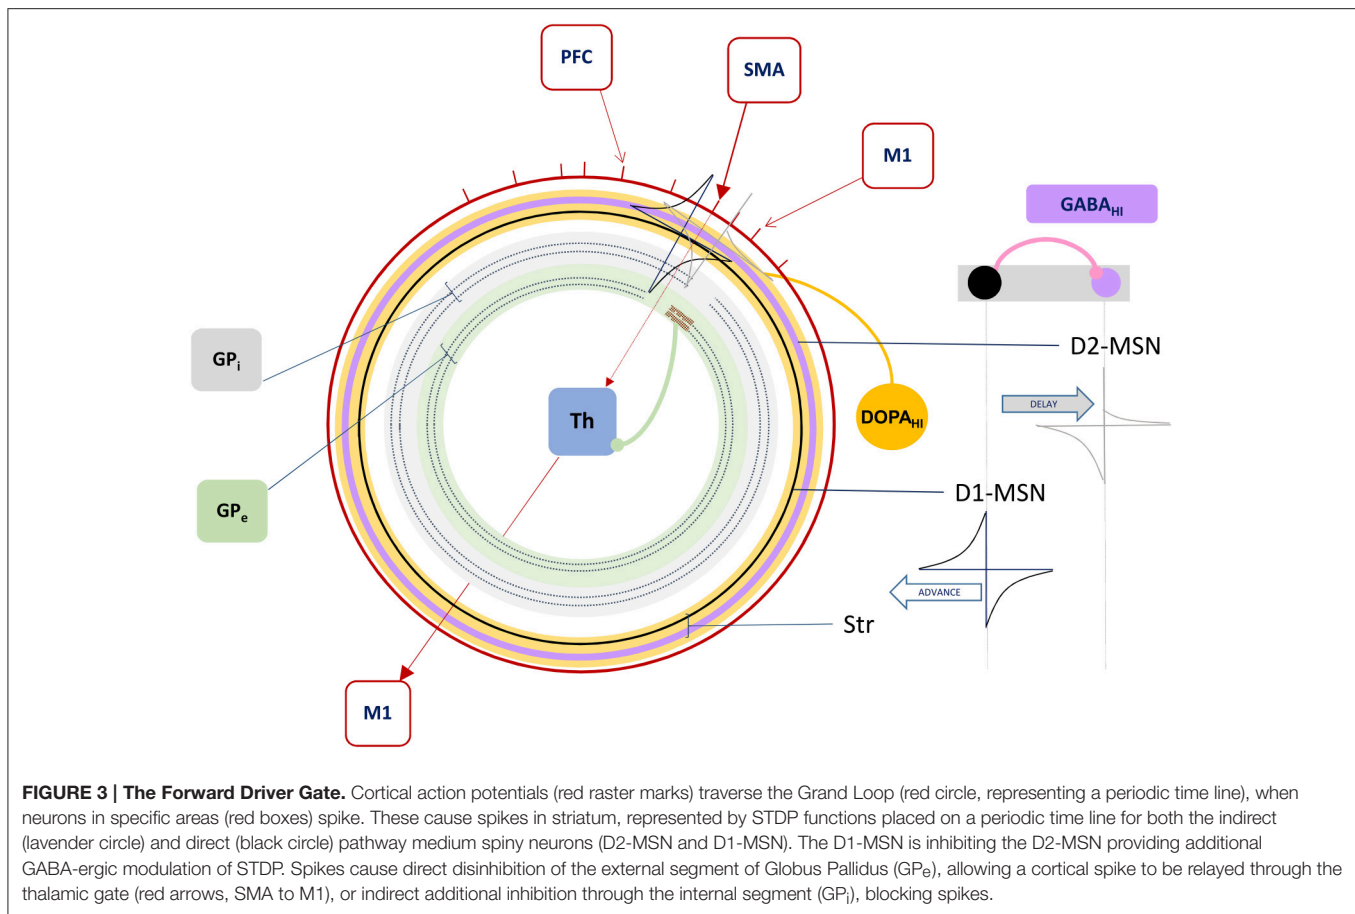 PFC
SMA
M1
GABAHI
D2-MSN
GPi
DELAY
Th
DOPAHI
D1-MSN
GPe
ADVANCE
Str
M1
FIGURE 3 | The Forward Driver Gate. Cortical action potentials (red raster marks) traverse the Grand Loop (red circle, representing a periodic time line), when
neurons in specific areas (red boxes) spike. These cause spikes in striatum, represented by STDP functions placed on a periodic time line for both the indirect
(lavender circle) and direct (black circle) pathway medium spiny neurons (D2-MSN and D1-MSN). The D1-MSN is inhibiting the D2-MSN providing additional
GABA-ergic modulation of STDP. Spikes cause direct disinhibition of the external segment of Globus Pallidus (GPe), allowing a cortical spike to be relayed through the
thalamic gate (red arrows, SMA to M1), or indirect additional inhibition through the internal segment (GPi), blocking spikes.